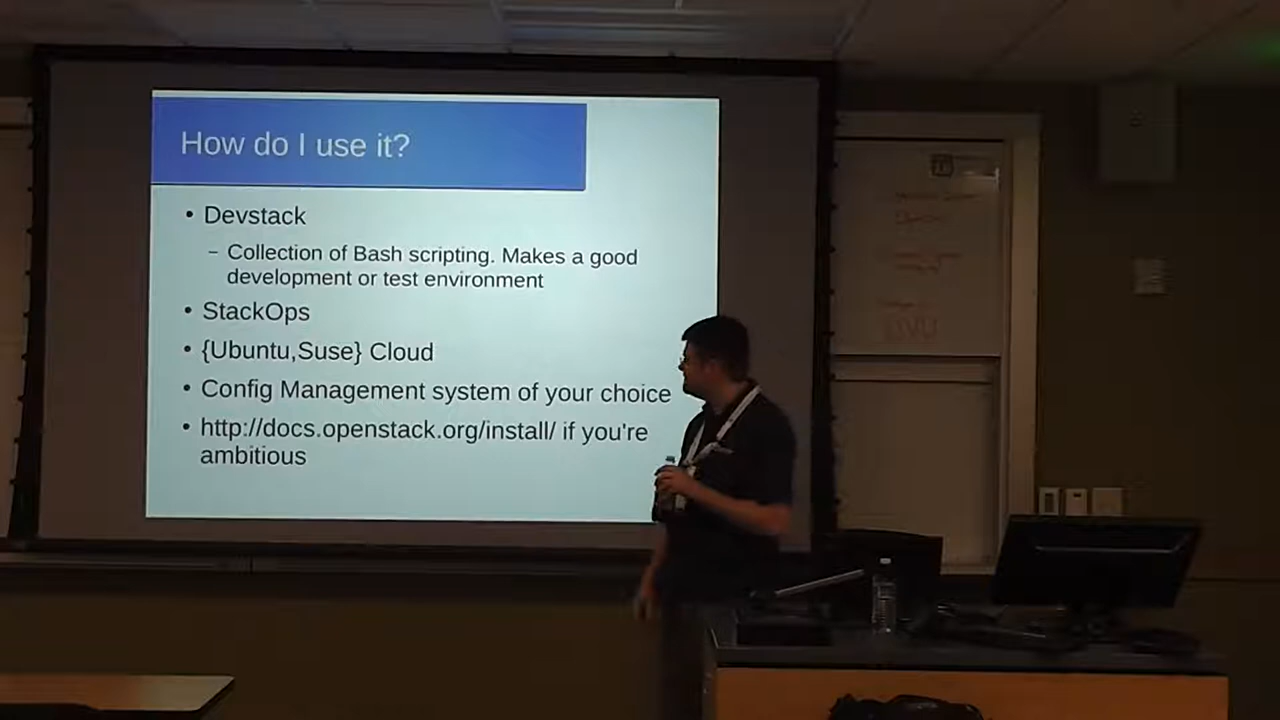 How do I use it?
• Devstack
– Collection of Bash scripting. Makes a good
development or test environment
• StackOps
• {Ubuntu,Suse} Cloud
• Config Management system of your choice
• http://docs.openstack.org/install/ if you're
ambitious